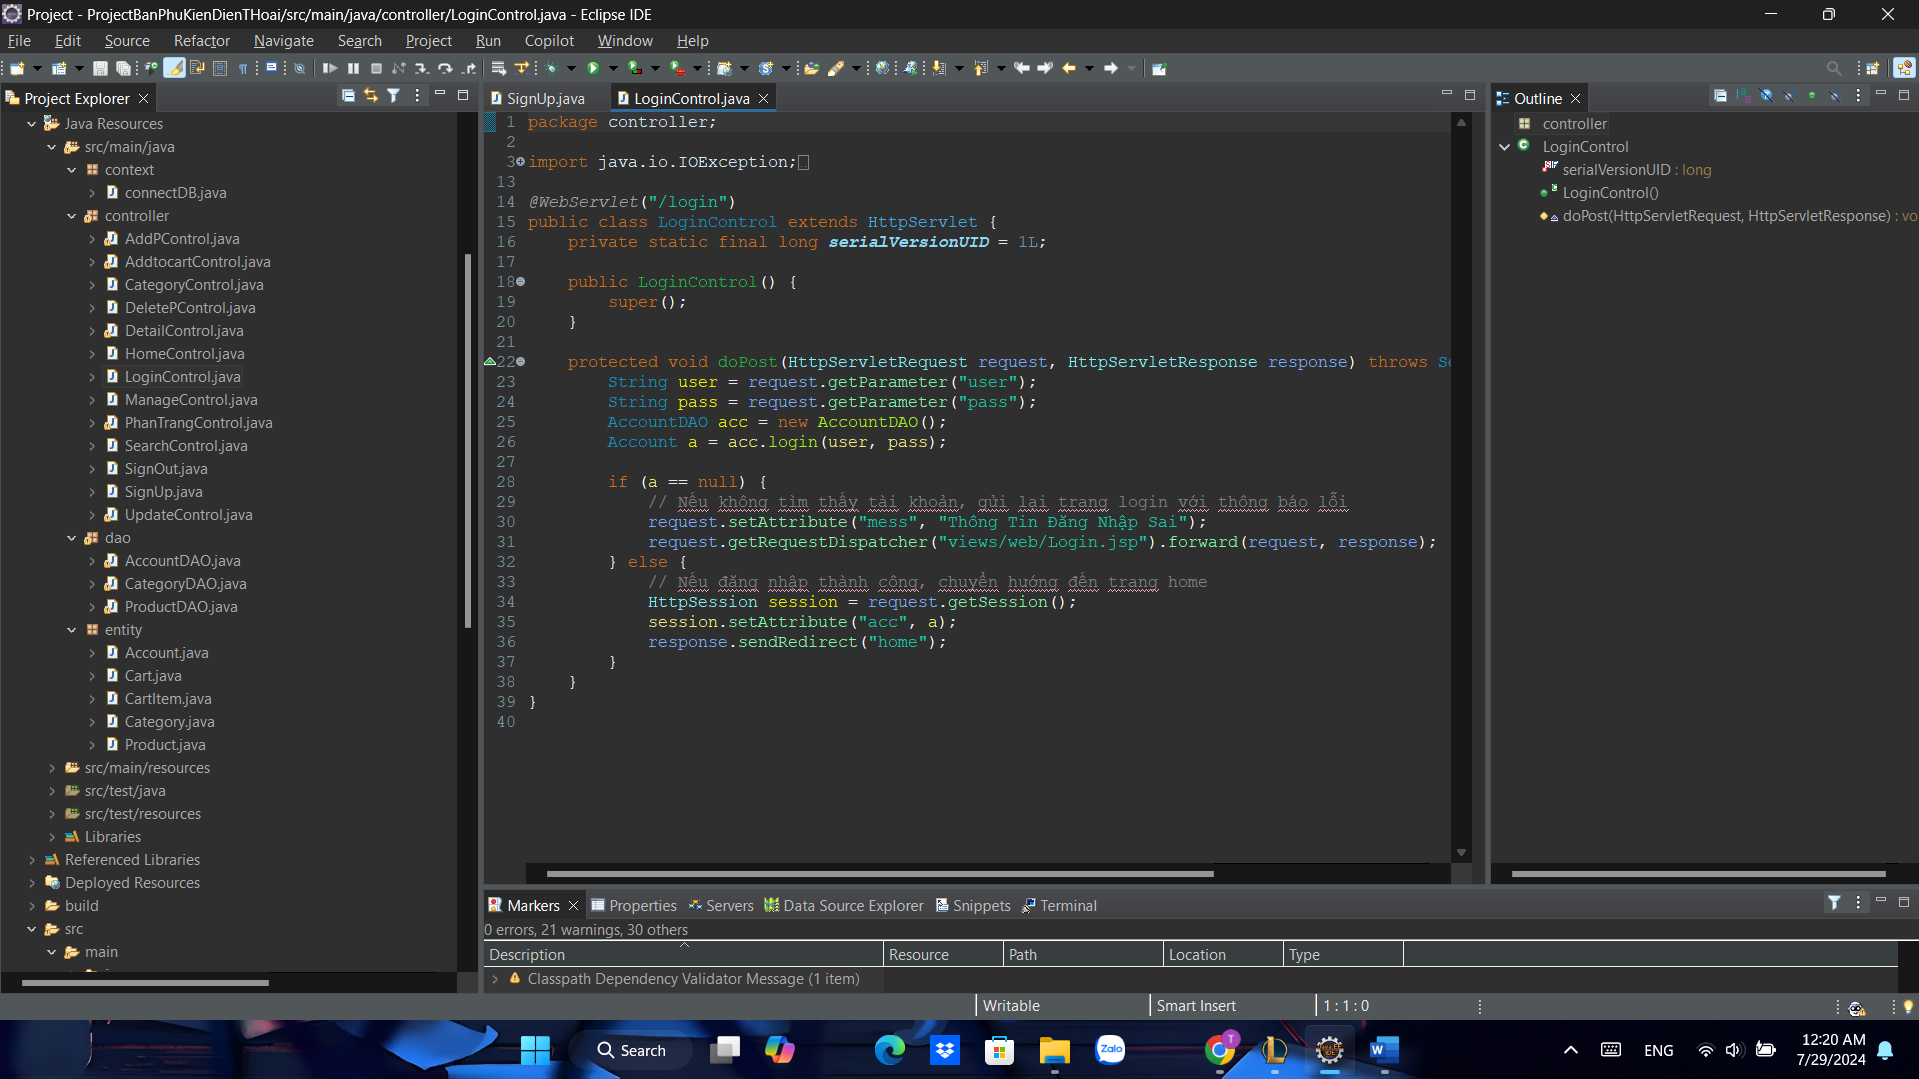 Project - ProjectBanPhuKienDienTHoai/src/main/java/controller/LoginControl.java - Eclipse IDE
File Edit Source Refactor Navigate Search Project Run Copilot Window Help
Project Explorer
Java Resources
src/main/java
context
connectDB.java
controller
AddPControl.java
AddtocartControl.java
CategoryControl.java
DeletePControl.java
DetailControl.java
HomeControl.java
LoginControl.java
ManageControl.java
PhanTrangControl.java
SearchControl.java
SignOut.java
SignUp.java
UpdateControl.java
dao
AccountDAO.java
CategoryDAO.java
ProductDAO.java
entity
Account.java
Cart.java
CartItem.java
Category.java
Product.java
src/main/resources
src/test/java
src/test/resources
Libraries
Referenced Libraries
Deployed Resources
build
src
main
SignUp.java LoginControl.java
1 package controller;
2
3 import java.io.IOException;
13
14 @WebServlet("/login")
15 public class LoginControl extends HttpServlet {
16 private static final long serialVersionUID = 1L;
17
18 public LoginControl() {
19 super();
20 }
21
22 protected void doPost(HttpServletRequest request, HttpServletResponse response) throws Se
23 String user = request.getParameter("user");
24 String pass = request.getParameter("pass");
25 AccountDAO acc = new AccountDAO();
26 Account a = acc.login(user, pass);
27
28 if (a == null) {
29 // Nếu không tìm thấy tài khoản, gửi lại trang login với thông báo lỗi
30 request.setAttribute("mess", "Thông Tin Đăng Nhập Sai");
31 request.getRequestDispatcher("views/web/Login.jsp").forward(request, response);
32 } else {
33 // Nếu đăng nhập thành công, chuyển hướng đến trang home
34 HttpSession session = request.getSession();
35 session.setAttribute("acc", a);
36 response.sendRedirect("home");
37 }
38 }
39 }
40
Outline
controller
LoginControl
serialVersionUID : long
LoginControl()
doPost(HttpServletRequest, HttpServletResponse) : vo
Markers Properties Servers Data Source Explorer Snippets Terminal
0 errors, 21 warnings, 30 others
Description Resource Path Location Type
Classpath Dependency Validator Message (1 item)
Writable Smart Insert 1 : 1 : 0
Search
Zalo
T
ENG
12:20 AM
7/29/2024